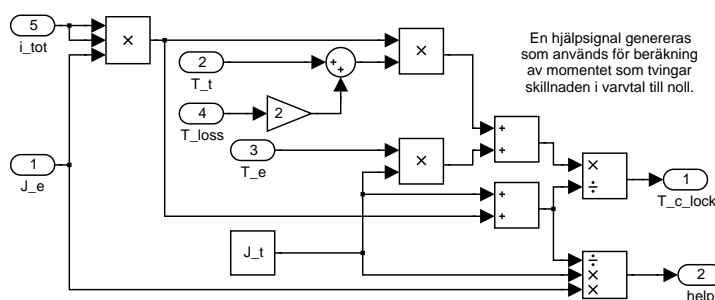 5
i_tot
×
2
T_t
+
+
×
4
T_loss
2
3
T_e
×
1
J_e
J_t
+
+
+
+
×
÷
1
T_c_lock
÷
×
×
2
help
En hjälpsignal genereras
som används för beräkning
av momentet som tvingar
skillnaden i varvtal till noll.